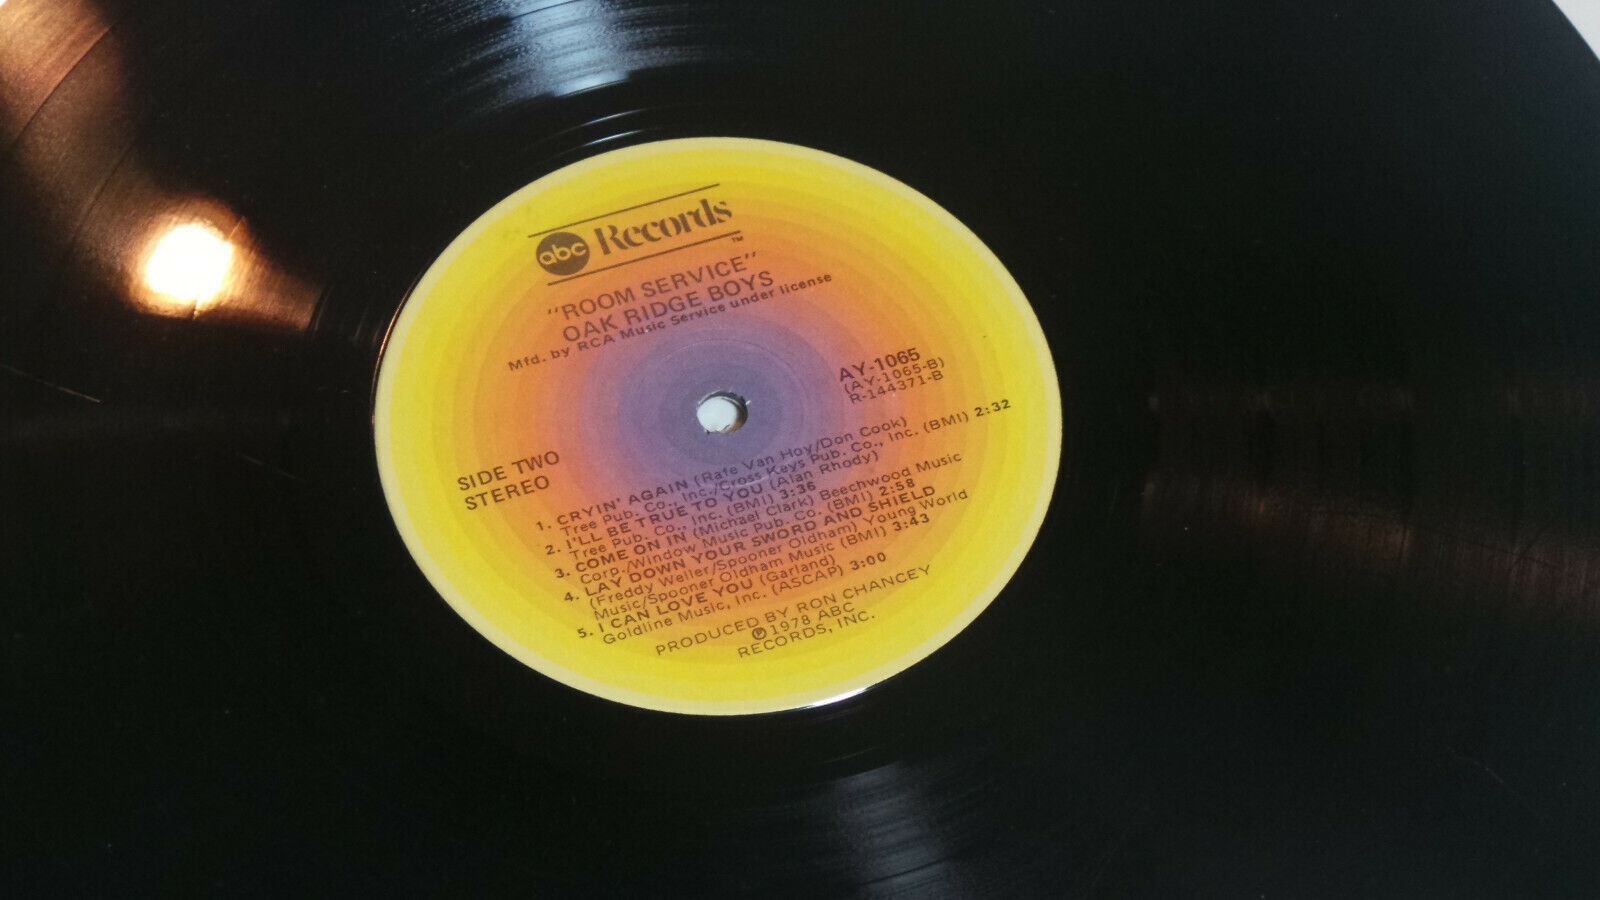 abc Records™
"ROOM SERVICE"
OAK RIDGE BOYS
Mfd. by RCA Music Service under license
AY-1065
(AY-1065-B)
R-144371-B
SIDE TWO
STEREO
1. CRYIN' AGAIN (Rafe Van Hoy/Don Cook)
Tree Pub. Co., Inc./Cross Keys Pub. Co., Inc. (BMI) 2:32
2. I'LL BE TRUE TO YOU (Alan Rhody)
Tree Pub. Co., Inc. (BMI) 3:36
3. COME ON IN (Michael Clark) Beechwood Music
Corp./Window Music Pub. Co. (BMI) 2:58
4. LAY DOWN YOUR SWORD AND SHIELD
(Freddy Weller/Spooner Oldham) Young World
Music/Spooner Oldham Music (BMI) 3:43
5. I CAN LOVE YOU (Garland)
Goldline Music, Inc. (ASCAP) 3:00
PRODUCED BY RON CHANCEY
℗1978 ABC
RECORDS, INC.